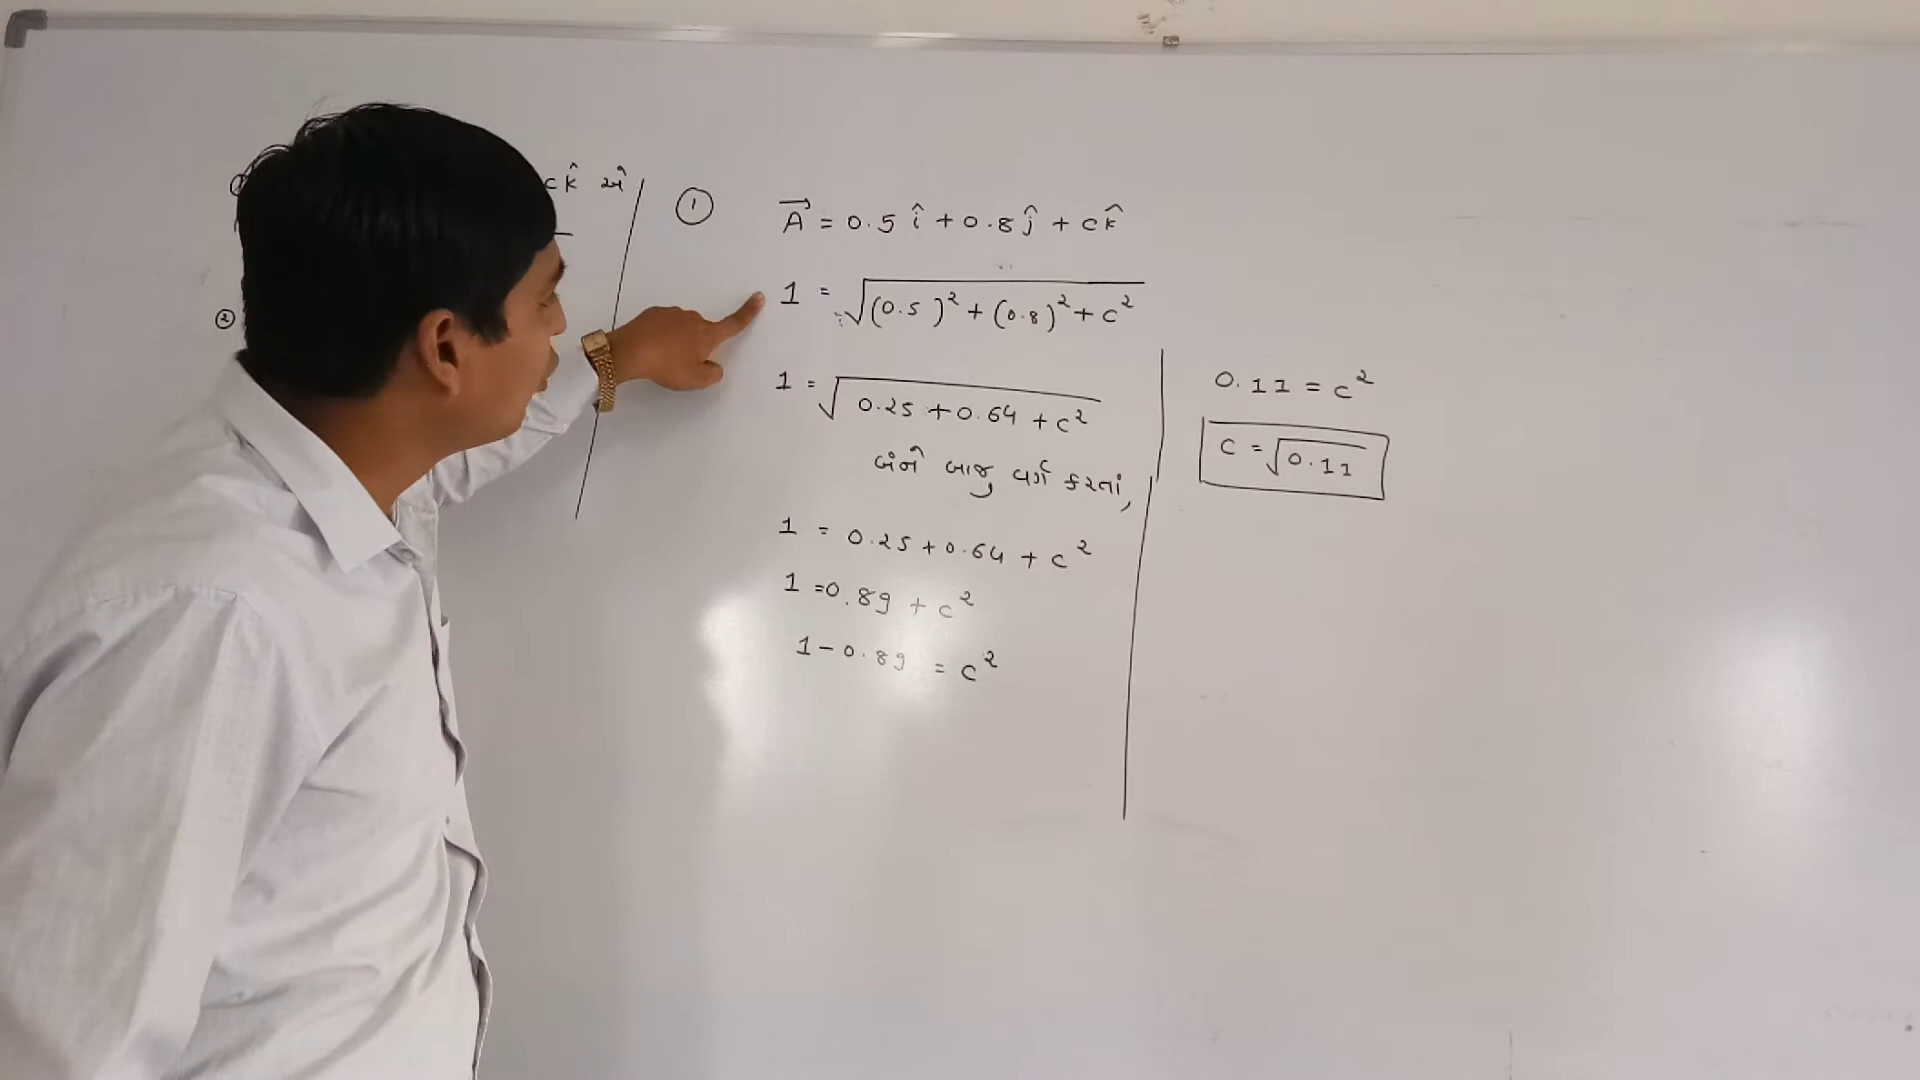 ck̂ એ
②
① A⃗ = 0.5 î + 0.8 ĵ + ck̂
1 = √((0.5)² + (0.8)² + c²)
1 = √(0.25 + 0.64 + c²)
બંને બાજુ વર્ગ કરતાં,
1 = 0.25 + 0.64 + c²
1 = 0.89 + c²
1 - 0.89 = c²
0.11 = c²
c = √0.11